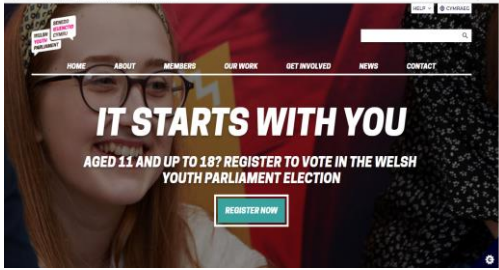 HELP
CYMRAEG
WELSH
YOUTH
PARLIAMENT
SENEDD
IEUENCTID
CYMRU
HOME ABOUT MEMBERS OUR WORK GET INVOLVED NEWS CONTACT
IT STARTS WITH YOU
AGED 11 AND UP TO 18? REGISTER TO VOTE IN THE WELSH
YOUTH PARLIAMENT ELECTION
REGISTER NOW